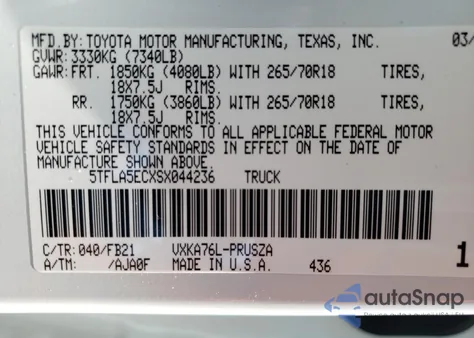 MFD.BY: TOYOTA MOTOR MANUFACTURING, TEXAS, INC. 03/
GVWR: 3330KG (7340LB)
GAWR: FRT. 1850KG (4080LB) WITH 265/70R18 TIRES,
18X7.5J RIMS.
RR. 1750KG (3860LB) WITH 265/70R18 TIRES,
18X7.5J RIMS.
THIS VEHICLE CONFORMS TO ALL APPLICABLE FEDERAL MOTOR
VEHICLE SAFETY STANDARDS IN EFFECT ON THE DATE OF
MANUFACTURE SHOWN ABOVE.
5TFLA5ECXSX044236 TRUCK
C/TR: 040/FB21 VXKA76L-PRUSZA
A/TM: /AJA0F MADE IN U.S.A. 436 1
autoSnap